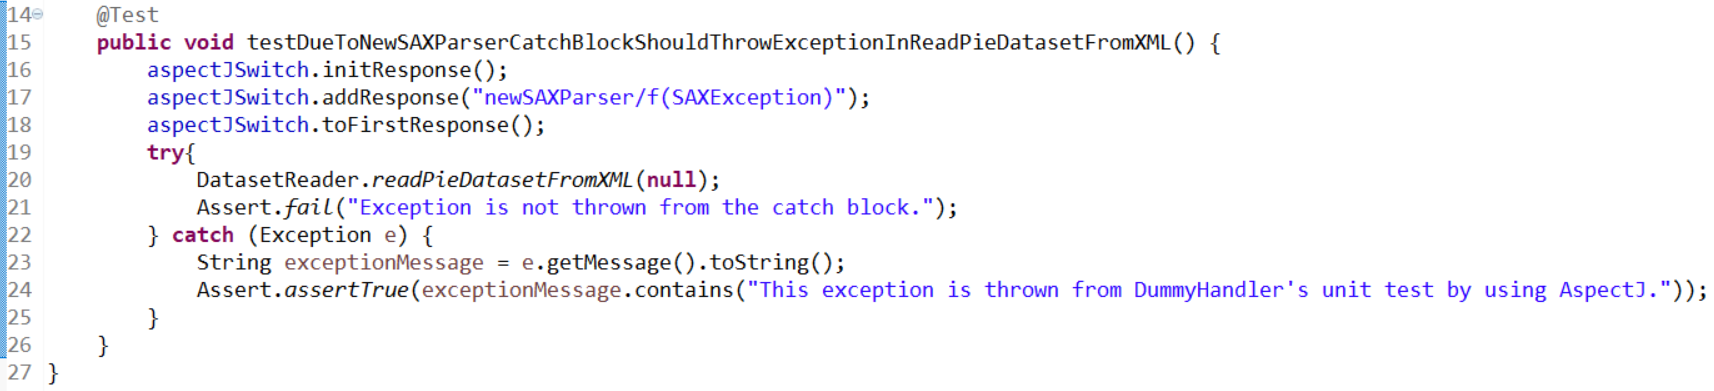 14 @Test
15 public void testDueToNewSAXParserCatchBlockShouldThrowExceptionInReadPieDatasetFromXML() {
16 aspectJSwitch.initResponse();
17 aspectJSwitch.addResponse("newSAXParser/f(SAXException)");
18 aspectJSwitch.toFirstResponse();
19 try{
20 DatasetReader.readPieDatasetFromXML(null);
21 Assert.fail("Exception is not thrown from the catch block.");
22 } catch (Exception e) {
23 String exceptionMessage = e.getMessage().toString();
24 Assert.assertTrue(exceptionMessage.contains("This exception is thrown from DummyHandler's unit test by using AspectJ."));
25 }
26 }
27 }